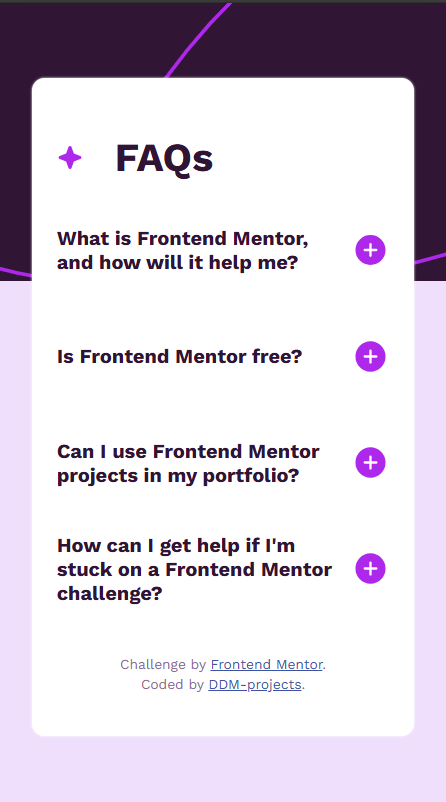 FAQs
What is Frontend Mentor,
and how will it help me?
Is Frontend Mentor free?
Can I use Frontend Mentor
projects in my portfolio?
How can I get help if I'm
stuck on a Frontend Mentor
challenge?
Challenge by Frontend Mentor.
Coded by DDM-projects.